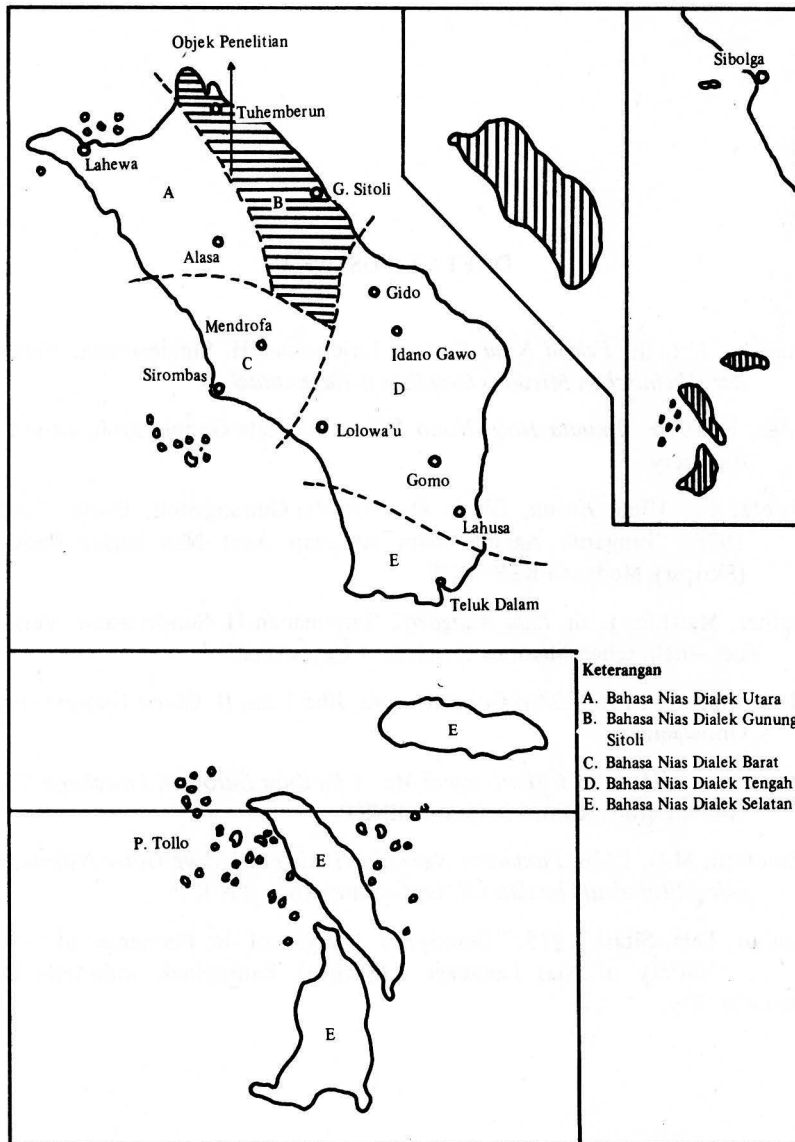 Objek Penelitian
Sibolga
Tuhemberun
Lahewa
A
B
G. Sitoli
Alasa
Gido
Mendrofa
C
Idano Gawo
Sirombas
D
Lolowa'u
Gomo
Lahusa
E
Teluk Dalam
Keterangan
A. Bahasa Nias Dialek Utara
B. Bahasa Nias Dialek Gunung
Sitoli
C. Bahasa Nias Dialek Barat
D. Bahasa Nias Dialek Tengah
E. Bahasa Nias Dialek Selatan
E
P. Tollo
E
E